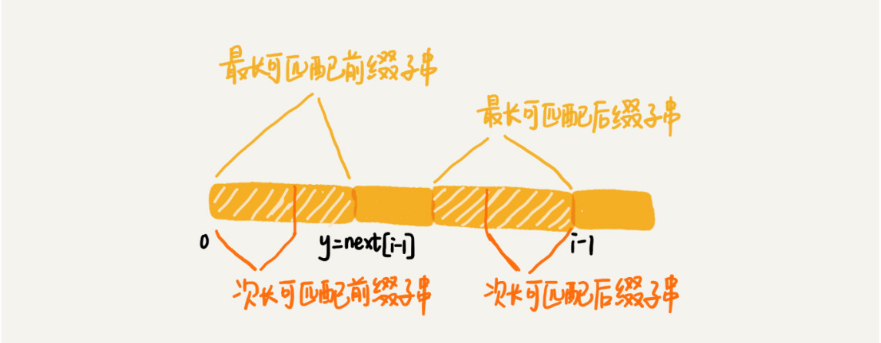 最长可匹配前缀子串
最长可匹配后缀子串
0
y=next[i-1]
i-1
次长可匹配前缀子串
次长可匹配后缀子串